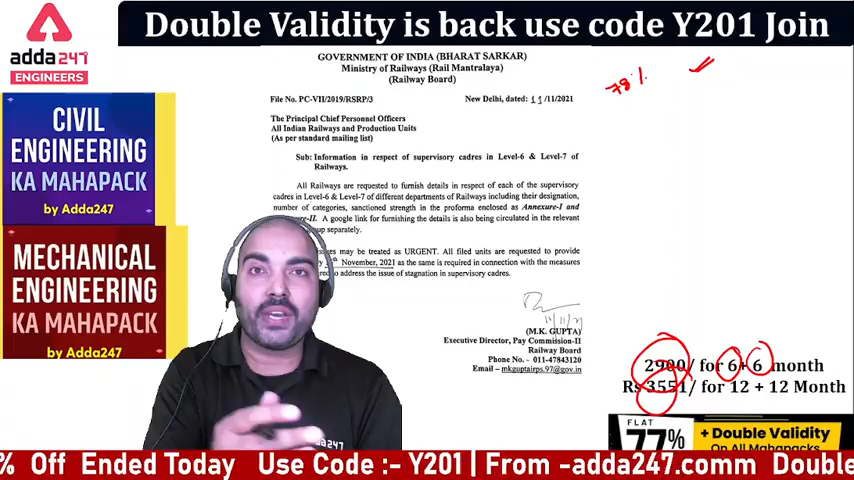 Double Validity is back use code Y201 Join
adda247
ENGINEERS
CIVIL
ENGINEERING
KA MAHAPACK
by Adda247
MECHANICAL
ENGINEERING
KA MAHAPACK
by Adda247
GOVERNMENT OF INDIA (BHARAT SARKAR)
Ministry of Railways (Rail Mantralaya)
(Railway Board)
File No. PC-VII/2019/RSRP/3 New Delhi, dated: 11/11/2021
The Principal Chief Personnel Officers
All Indian Railways and Production Units
(As per standard mailing list)
Sub: Information in respect of supervisory cadres in Level-6 & Level-7 of
Railways.
All Railways are requested to furnish details in respect of each of the supervisory
cadres in Level-6 & Level-7 of different departments of Railways including their designation,
number of categories, sanctioned strength in the proforma enclosed as Annexure-I and
II. A google link for furnishing the details is also being circulated in the relevant
separately.
may be treated as URGENT. All filed units are requested to provide
November, 2021 as the same is required in connection with the measures
to address the issue of stagnation in supervisory cadres.
11/11/21
(M.K. GUPTA)
Executive Director, Pay Commission-II
Railway Board
Phone No. - 011-47843120
Email – mkguptairps.97@gov.in
78%
2900/ for 6+ 6 month
Rs 3551/ for 12 + 12 Month
FLAT
77%
+ Double Validity
On All Mahapacks
% Off Ended Today Use Code :- Y201 | From -adda247.comm Double